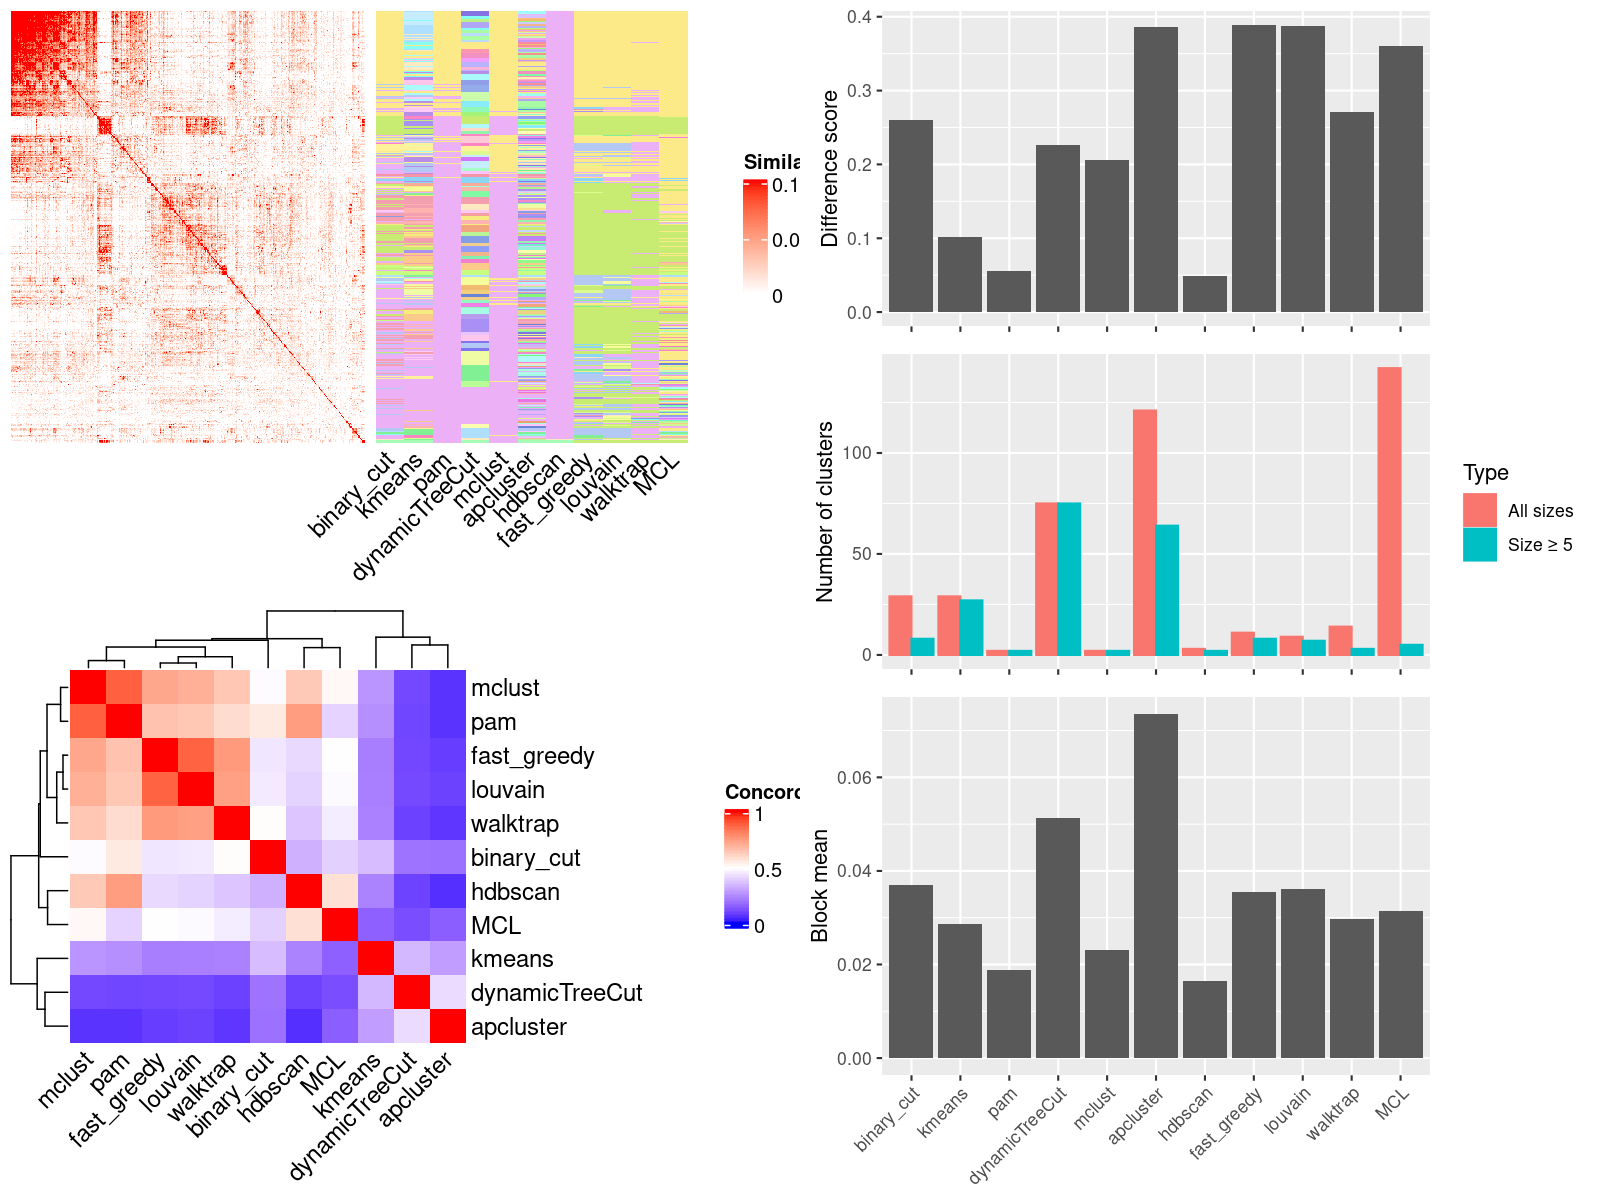 Simila
0.1
0.0
0
binary_cut
kmeans
pam
dynamicTreeCut
mclust
apcluster
hdbscan
fast_greedy
louvain
walktrap
MCL
mclust
pam
fast_greedy
louvain
walktrap
binary_cut
hdbscan
MCL
kmeans
dynamicTreeCut
apcluster
Concord
1
0.5
0
mclust
pam
fast_greedy
louvain
walktrap
binary_cut
hdbscan
MCL
kmeans
dynamicTreeCut
apcluster
Difference score
0.4
0.3
0.2
0.1
0.0
Number of clusters
100
50
0
Type
All sizes
Size ≥ 5
Block mean
0.06
0.04
0.02
0.00
binary_cut
kmeans
pam
dynamicTreeCut
mclust
apcluster
hdbscan
fast_greedy
louvain
walktrap
MCL